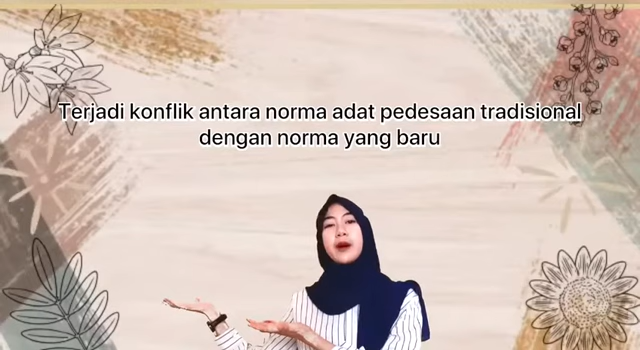 Terjadi konflik antara norma adat pedesaan tradisional
dengan norma yang baru